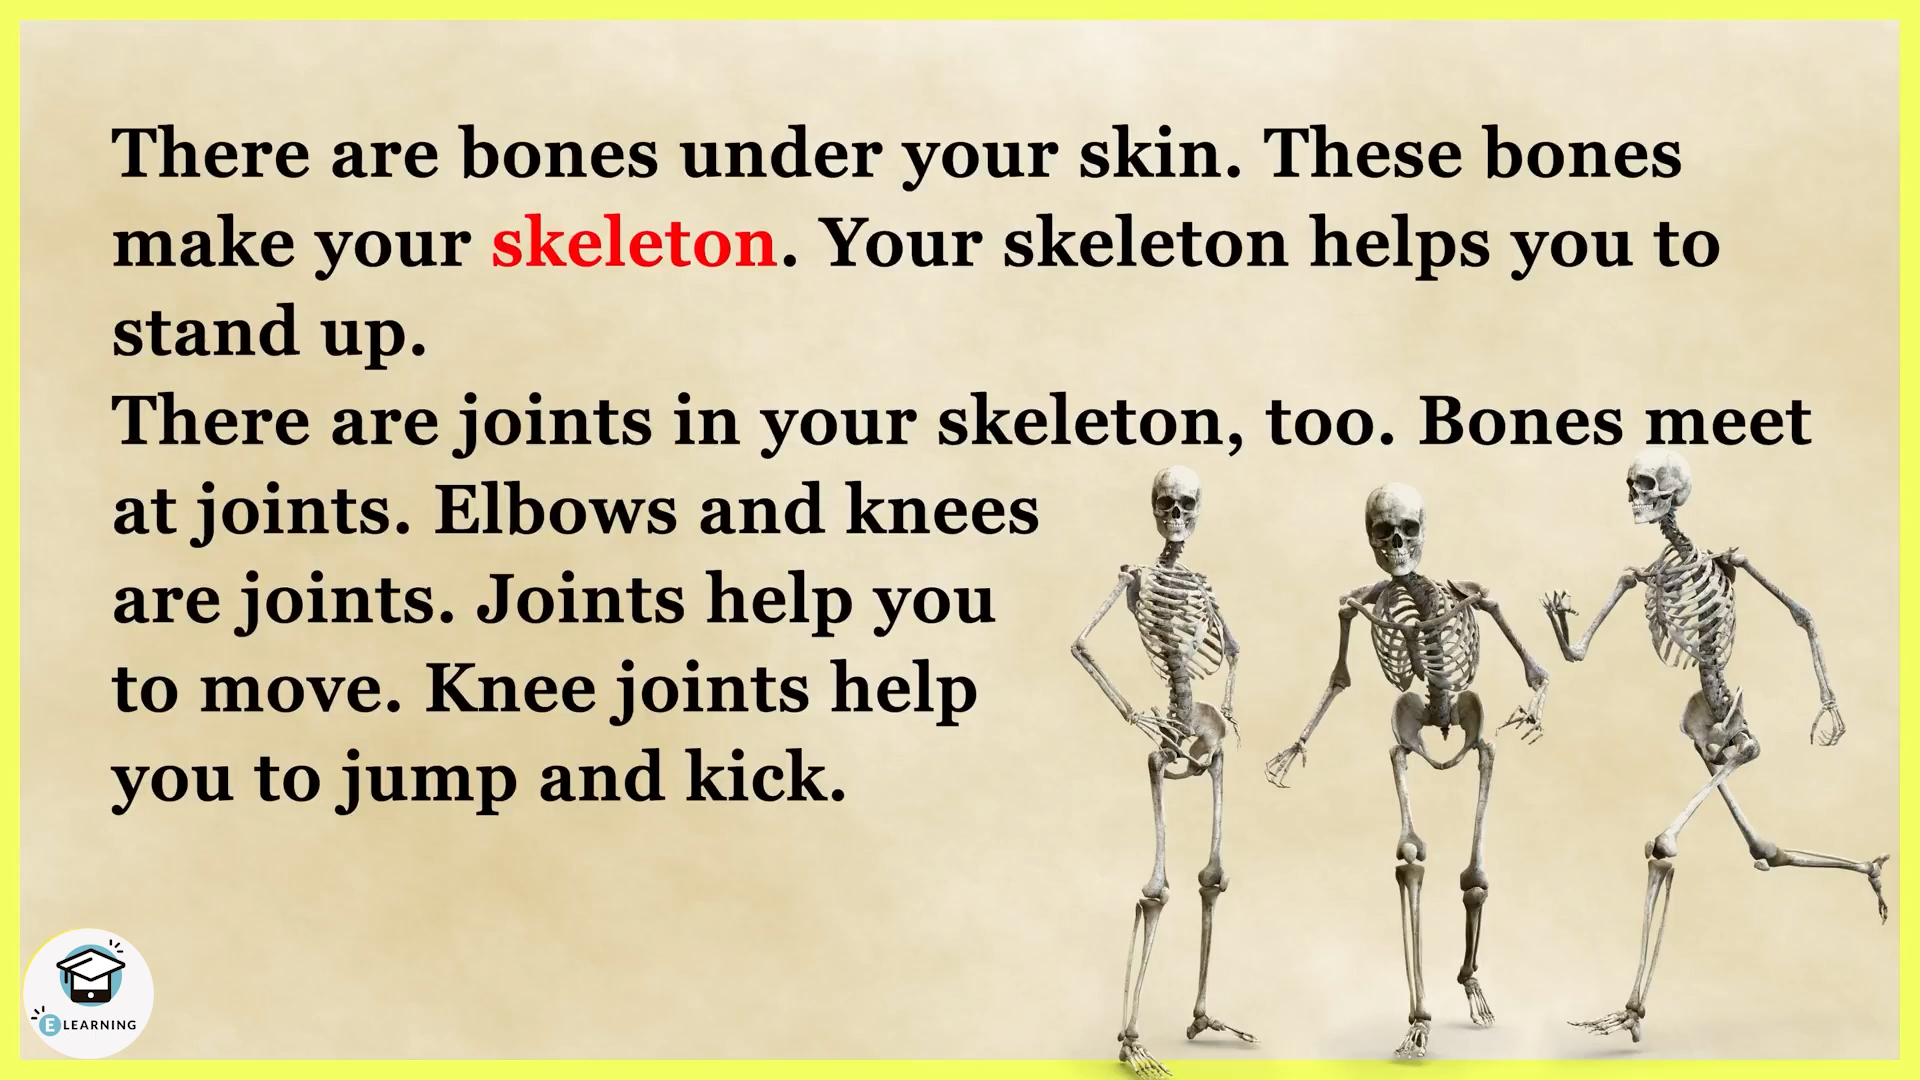 There are bones under your skin. These bones
make your skeleton. Your skeleton helps you to
stand up.
There are joints in your skeleton, too. Bones meet
at joints. Elbows and knees
are joints. Joints help you
to move. Knee joints help
you to jump and kick.
E LEARNING